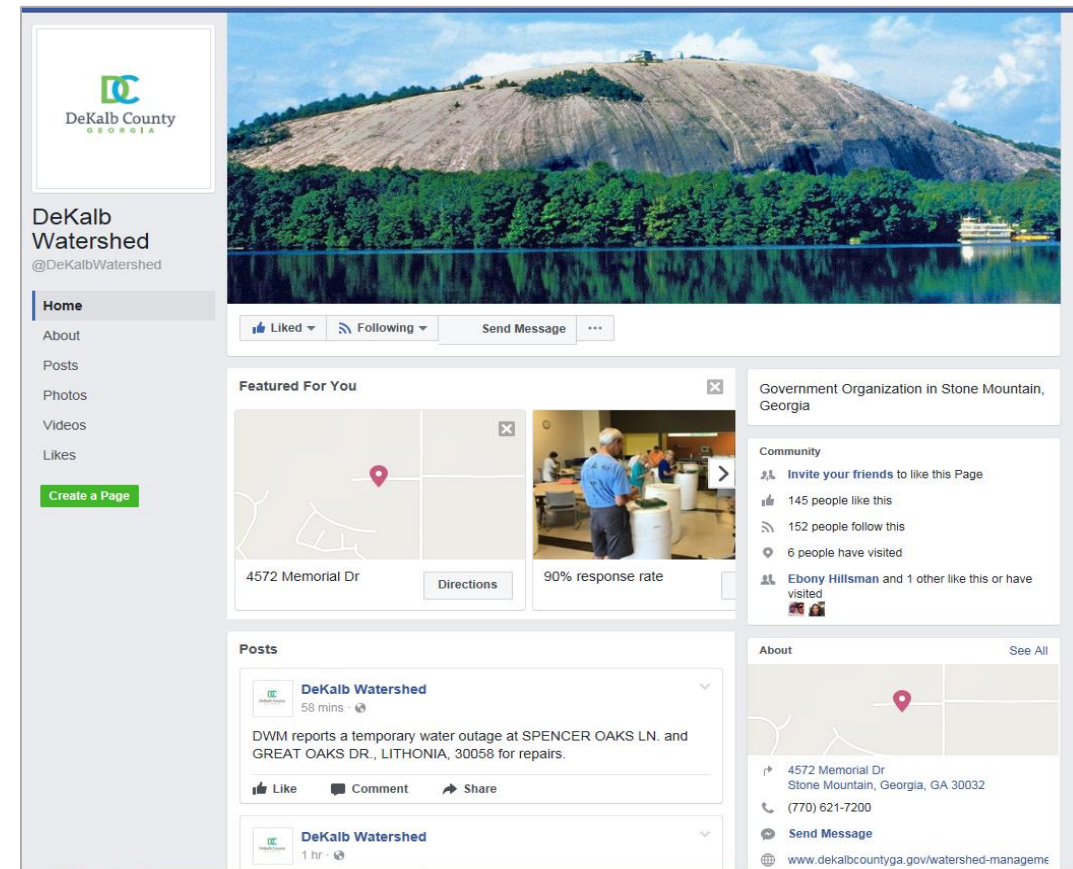 DC
DeKalb County
GEORGIA
DeKalb
Watershed
@DeKalbWatershed
Home
About
Posts
Photos
Videos
Likes
Create a Page
Liked
Following
Send Message
...
Featured For You
4572 Memorial Dr
Directions
90% response rate
Posts
DeKalb Watershed
58 mins ·
DWM reports a temporary water outage at SPENCER OAKS LN. and
GREAT OAKS DR., LITHONIA, 30058 for repairs.
Like
Comment
Share
DeKalb Watershed
1 hr ·
Government Organization in Stone Mountain,
Georgia
Community
Invite your friends to like this Page
145 people like this
152 people follow this
6 people have visited
Ebony Hillsman and 1 other like this or have
visited
About
See All
4572 Memorial Dr
Stone Mountain, Georgia, GA 30032
(770) 621-7200
Send Message
www.dekalbcountyga.gov/watershed-manageme